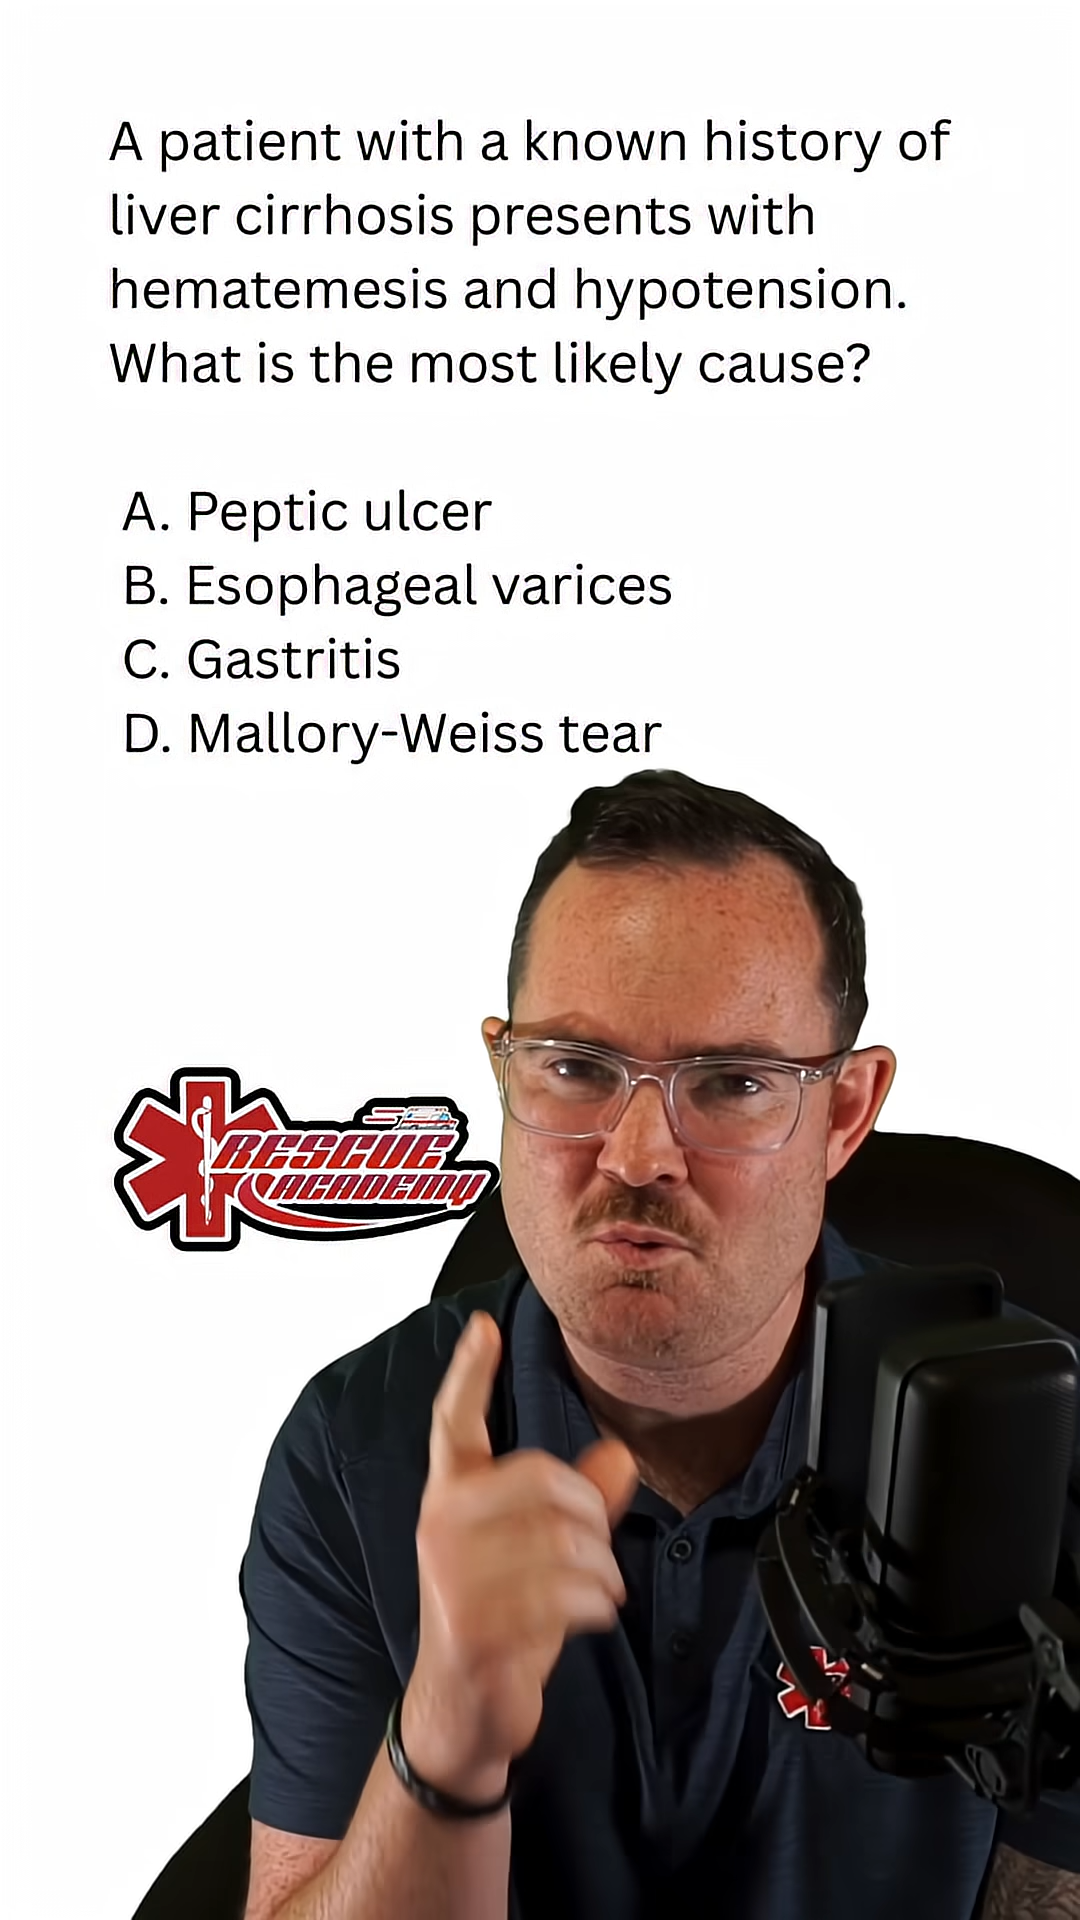 A patient with a known history of
liver cirrhosis presents with
hematemesis and hypotension.
What is the most likely cause?
A. Peptic ulcer
B. Esophageal varices
C. Gastritis
D. Mallory-Weiss tear
RESCUE
ACADEMY